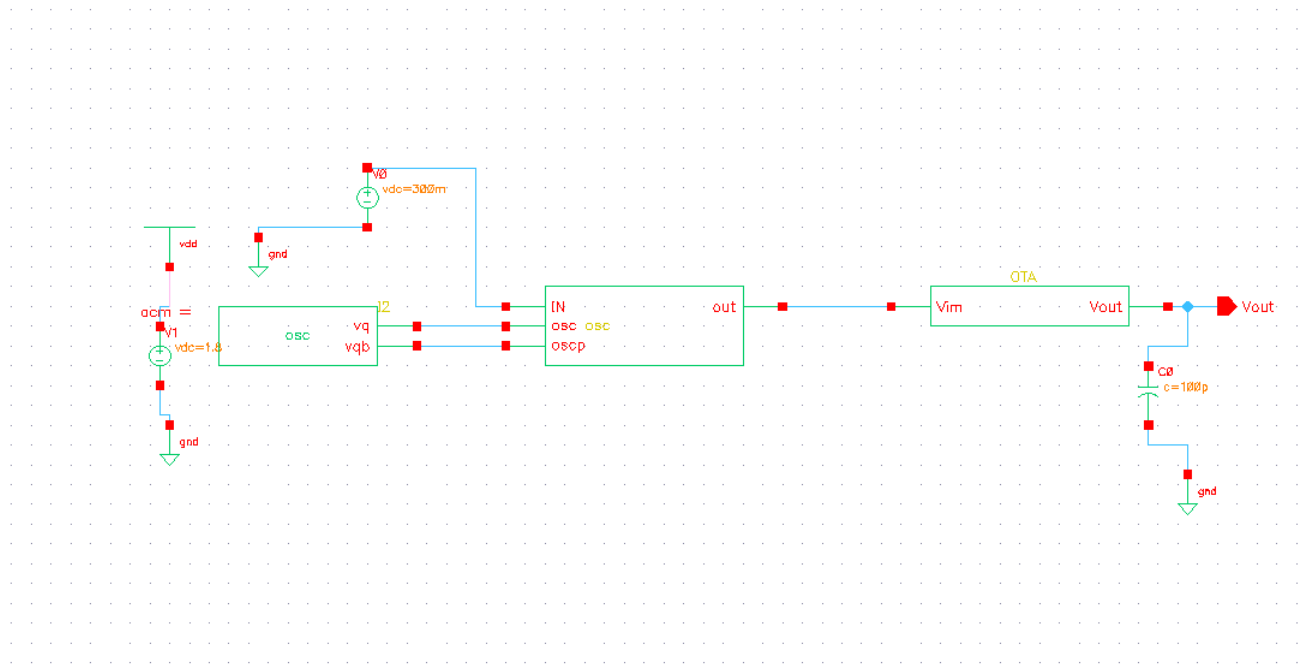 V0
vdc=300m
vdd
gnd
acm =
V1
vdc=1.8
gnd
I2
osc
vq
vqb
IN
osc osc
oscp
out
OTA
Vim
Vout
Vout
C0
c=100p
gnd